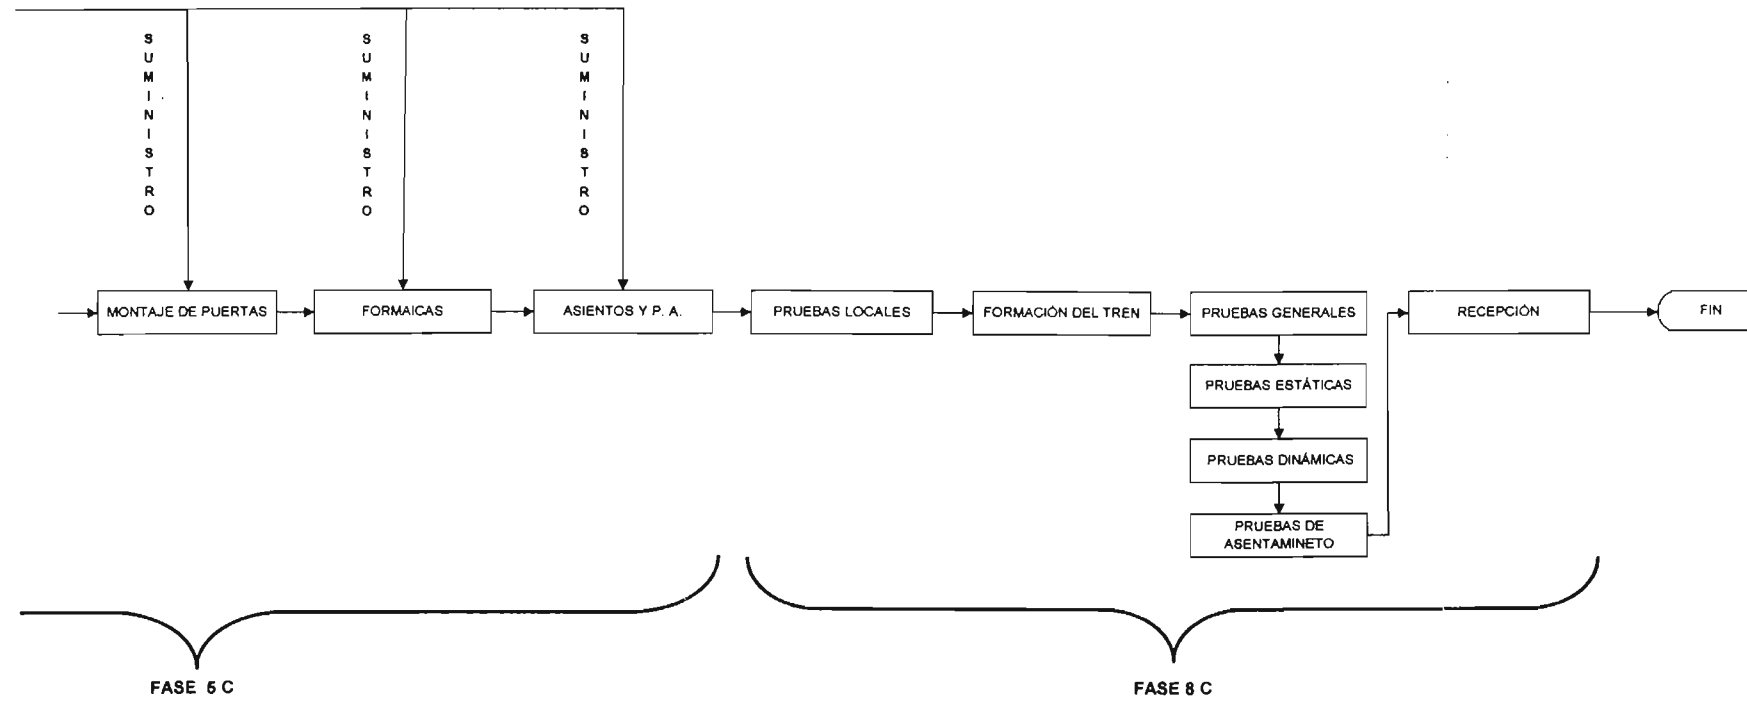 SUMINISTRO
SUMINISTRO
SUMINISTRO
MONTAJE DE PUERTAS
FORMAICAS
ASIENTOS Y P. A.
PRUEBAS LOCALES
FORMACIÓN DEL TREN
PRUEBAS GENERALES
RECEPCIÓN
FIN
PRUEBAS ESTÁTICAS
PRUEBAS DINÁMICAS
PRUEBAS DE
ASENTAMINETO
FASE 5 C
FASE 8 C